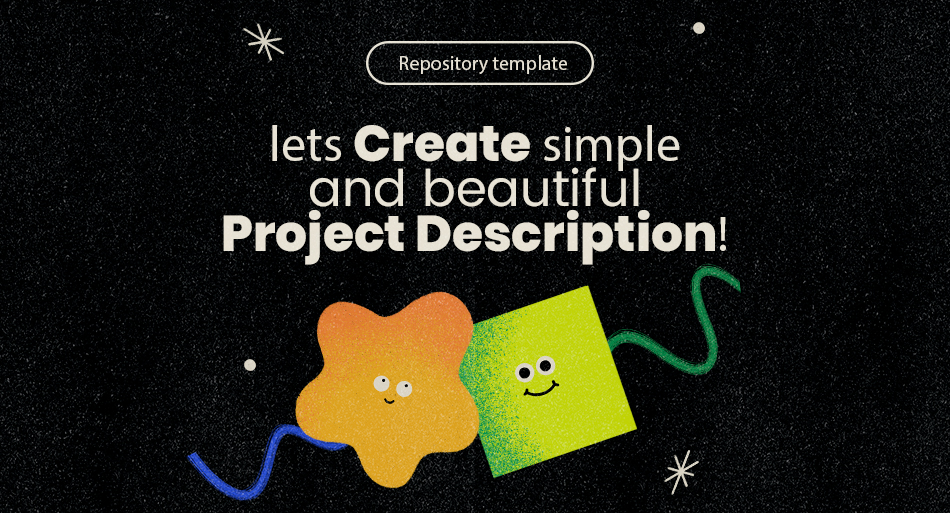 Repository template
lets Create simple
and beautiful
Project Description!